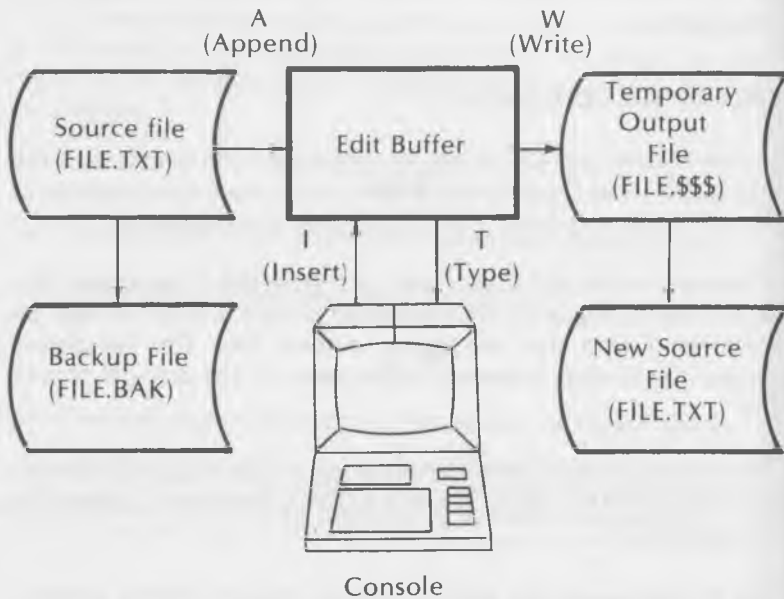 A
(Append)
W
(Write)
Source file
(FILE.TXT)
Edit Buffer
Temporary
Output
File
(FILE.$$$)
I
(Insert)
T
(Type)
Backup File
(FILE.BAK)
New Source
File
(FILE.TXT)
Console